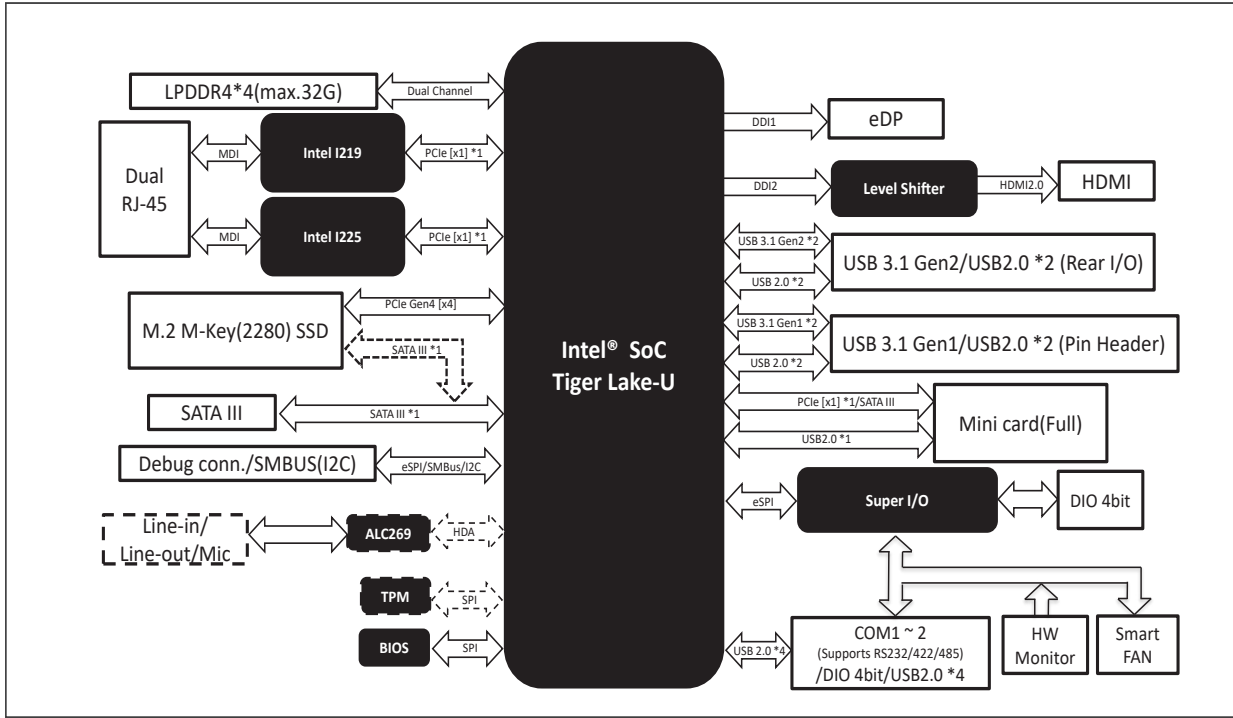 LPDDR4*4(max.32G)
Dual Channel
Dual
RJ-45
MDI
Intel I219
PCIe [x1] *1
MDI
Intel I225
PCIe [x1] *1
M.2 M-Key(2280) SSD
PCIe Gen4 [x4]
SATA III *1
SATA III
SATA III *1
Debug conn./SMBUS(I2C)
eSPI/SMBus/I2C
Line-in/
Line-out/Mic
ALC269
HDA
TPM
SPI
BIOS
SPI
Intel® SoC
Tiger Lake-U
DDI1
eDP
DDI2
Level Shifter
HDMI2.0
HDMI
USB 3.1 Gen2 *2
USB 2.0 *2
USB 3.1 Gen2/USB2.0 *2 (Rear I/O)
USB 3.1 Gen1 *2
USB 2.0 *2
USB 3.1 Gen1/USB2.0 *2 (Pin Header)
PCIe [x1] *1/SATA III
USB2.0 *1
Mini card(Full)
eSPI
Super I/O
DIO 4bit
USB 2.0 *4
COM1 ~ 2
(Supports RS232/422/485)
/DIO 4bit/USB2.0 *4
HW
Monitor
Smart
FAN